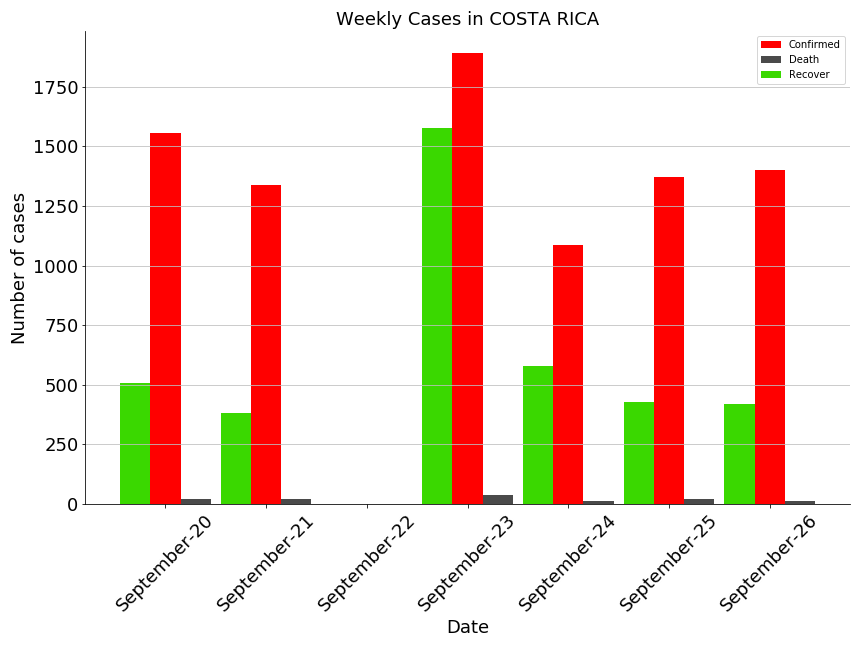 Weekly Cases in COSTA RICA
Confirmed
Death
Recover
Number of cases
1750
1500
1250
1000
750
500
250
0
September-20
September-21
September-22
September-23
September-24
September-25
September-26
Date